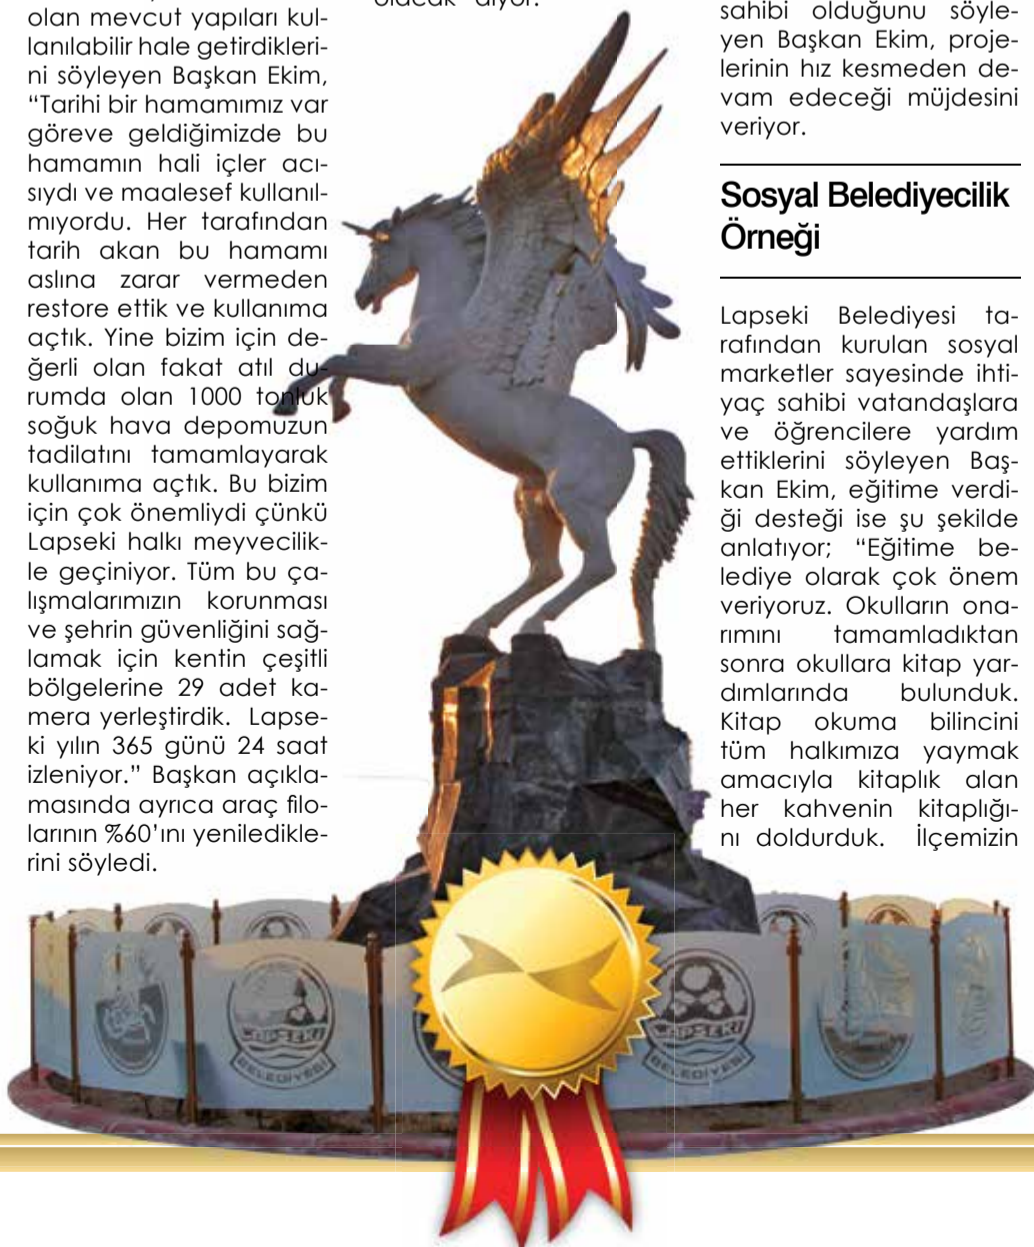 olan mevcut yapıları kul-
lanılabilir hale getirdikleri-
ni söyleyen Başkan Ekim,
“Tarihi bir hamamımız var
göreve geldiğimizde bu
hamamın hali içler acı-
sıydı ve maalesef kullanıl-
mıyordu. Her tarafından
tarih akan bu hamamı
aslına zarar vermeden
restore ettik ve kullanıma
açtık. Yine bizim için de-
ğerli olan fakat atıl du-
rumda olan 1000 tonluk
soğuk hava depomuzun
tadilatını tamamlayarak
kullanıma açtık. Bu bizim
için çok önemliydi çünkü
Lapseki halkı meyvecilik-
le geçiniyor. Tüm bu ça-
lışmalarımızın korunması
ve şehrin güvenliğini sağ-
lamak için kentin çeşitli
bölgelerine 29 adet ka-
mera yerleştirdik. Lapse-
ki yılın 365 günü 24 saat
izleniyor.” Başkan açıkla-
masında ayrıca araç filo-
larının %60’ını yeniledikle-
rini söyledi.
olacak” diyor.
sahibi olduğunu söyle-
yen Başkan Ekim, proje-
lerinin hız kesmeden de-
vam edeceği müjdesini
veriyor.
Sosyal Belediyecilik
Örneği
Lapseki Belediyesi ta-
rafından kurulan sosyal
marketler sayesinde ihti-
yaç sahibi vatandaşlara
ve öğrencilere yardım
ettiklerini söyleyen Baş-
kan Ekim, eğitime verdi-
ği desteği ise şu şekilde
anlatıyor; “Eğitime be-
lediye olarak çok önem
veriyoruz. Okulların ona-
rımını tamamladıktan
sonra okullara kitap yar-
dımlarında bulunduk.
Kitap okuma bilincini
tüm halkımıza yaymak
amacıyla kitaplık alan
her kahvenin kitaplığı-
nı doldurduk. İlçemizin
LAPSEKİ
BELEDİYESİ
LAPSEKİ
BELEDİYESİ